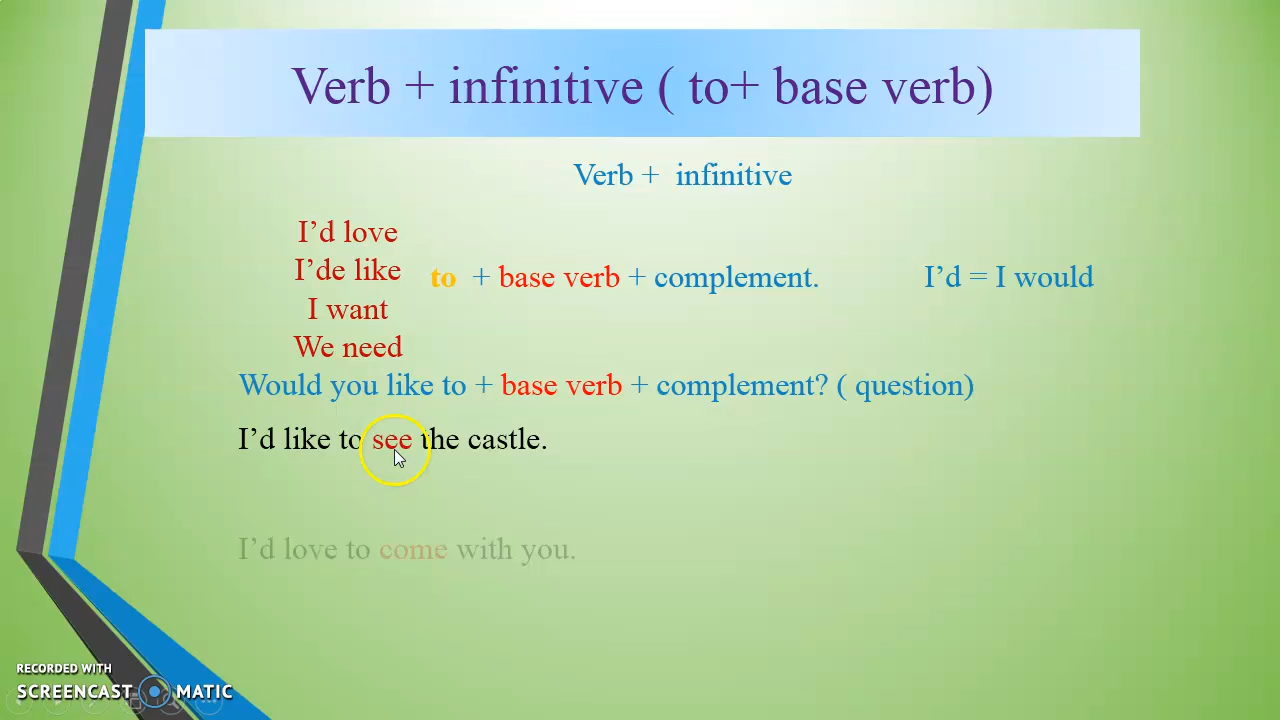 Verb + infinitive ( to+ base verb)
Verb + infinitive
I’d love
I’de like
I want
We need
to + base verb + complement.
I’d = I would
Would you like to + base verb + complement? ( question)
I’d like to see the castle.
I’d love to come with you.
RECORDED WITH
SCREENCAST MATIC